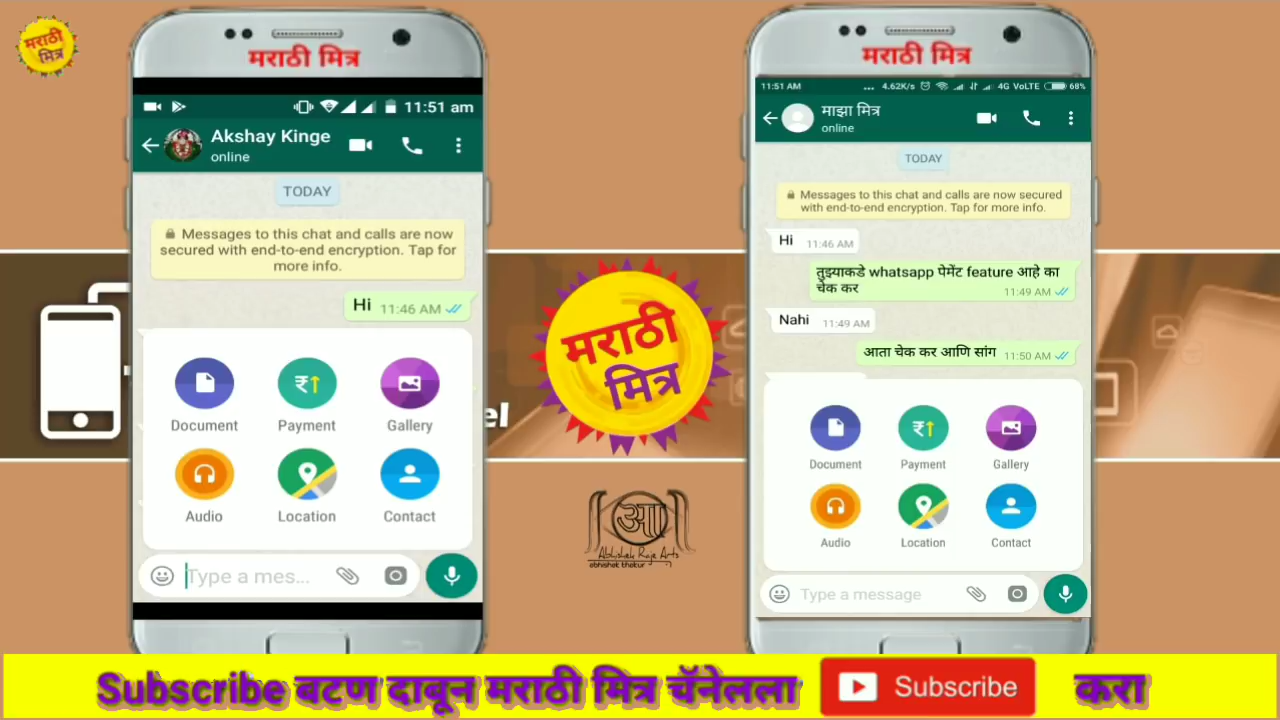 मराठी
मित्र
मराठी मित्र
11:51 am
Akshay Kinge
online
TODAY
Messages to this chat and calls are now
secured with end-to-end encryption. Tap for
more info.
Hi 11:46 AM
Document Payment Gallery
Audio Location Contact
Type a mes...
el
मराठी
मित्र
आ
Abhishek Raje Arts
abhishek thakur
मराठी मित्र
11:51 AM ... 4.62K/s 4G VoLTE 68%
माझा मित्र
online
TODAY
Messages to this chat and calls are now secured
with end-to-end encryption. Tap for more info.
Hi 11:46 AM
तुझ्याकडे whatsapp पेमेंट feature आहे का
चेक कर 11:49 AM
Nahi 11:49 AM
आता चेक कर आणि सांग 11:50 AM
Document Payment Gallery
Audio Location Contact
Type a message
Subscribe बटण दाबून मराठी मित्र चॅनेलला Subscribe करा